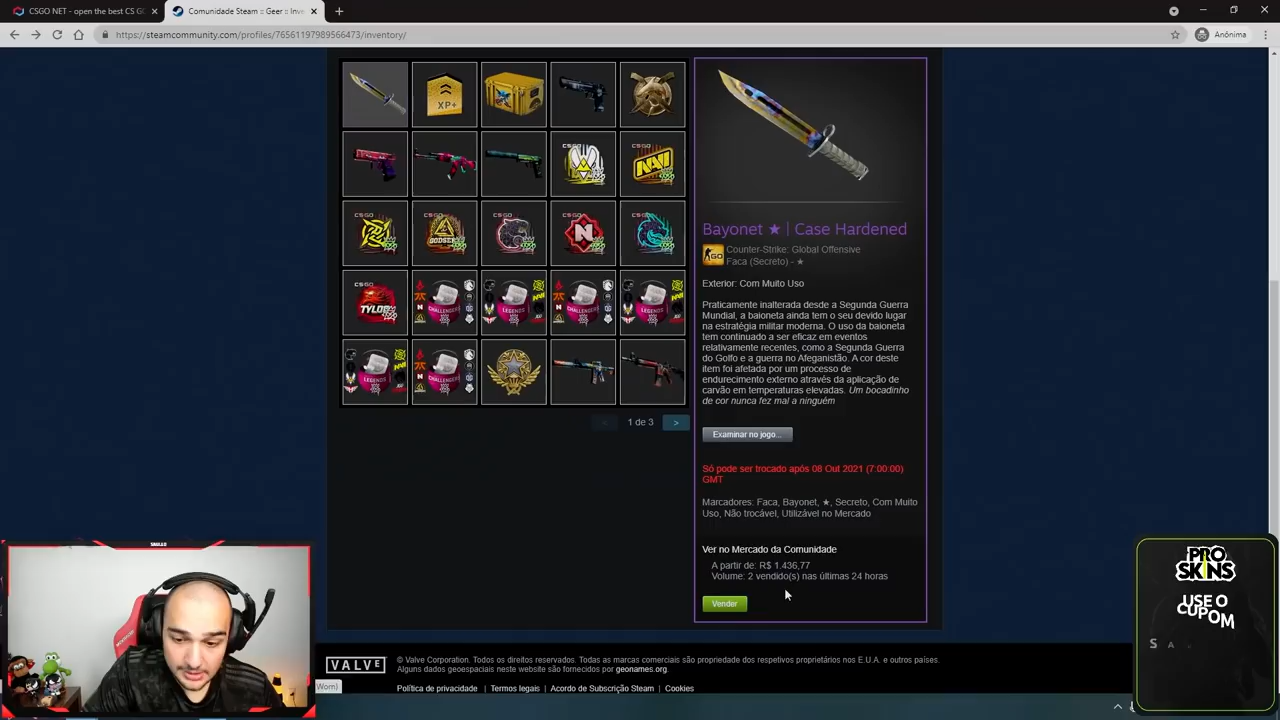 CSGO NET - open the best CS G
Comunidade Steam :: Geer :: Inver
https://steamcommunity.com/profiles/76561197989566473/inventory/
Anónima
XP+
Bayonet ★ | Case Hardened
Counter-Strike: Global Offensive
Faca (Secreto) - ★
Exterior: Com Muito Uso
Praticamente inalterada desde a Segunda Guerra
Mundial, a baioneta ainda tem o seu devido lugar
na estratégia militar moderna. O uso da baioneta
tem continuado a ser eficaz em eventos
relativamente recentes, como a Segunda Guerra
do Golfo e a guerra no Afeganistão. A cor deste
item foi afetada por um processo de
endurecimento externo através da aplicação de
carvão em temperaturas elevadas. Um bocadinho
de cor nunca fez mal a ninguém
<
1 de 3
>
Examinar no jogo...
Só pode ser trocado após 08 Out 2021 (7:00:00)
GMT
Marcadores: Faca, Bayonet, ★, Secreto, Com Muito
Uso, Não trocável, Utilizável no Mercado
Ver no Mercado da Comunidade
A partir de: R$ 1.436,77
Volume: 2 vendido(s) nas últimas 24 horas
Vender
PRO
SKINS
USE O
CUPOM
S A
VALVE
© Valve Corporation. Todos os direitos reservados. Todas as marcas comerciais são propriedade dos respetivos proprietários nos E.U.A. e outros países.
Alguns dados geoespaciais neste website são fornecidos por geonames.org.
Worn)
Política de privacidade | Termos legais | Acordo de Subscrição Steam | Cookies